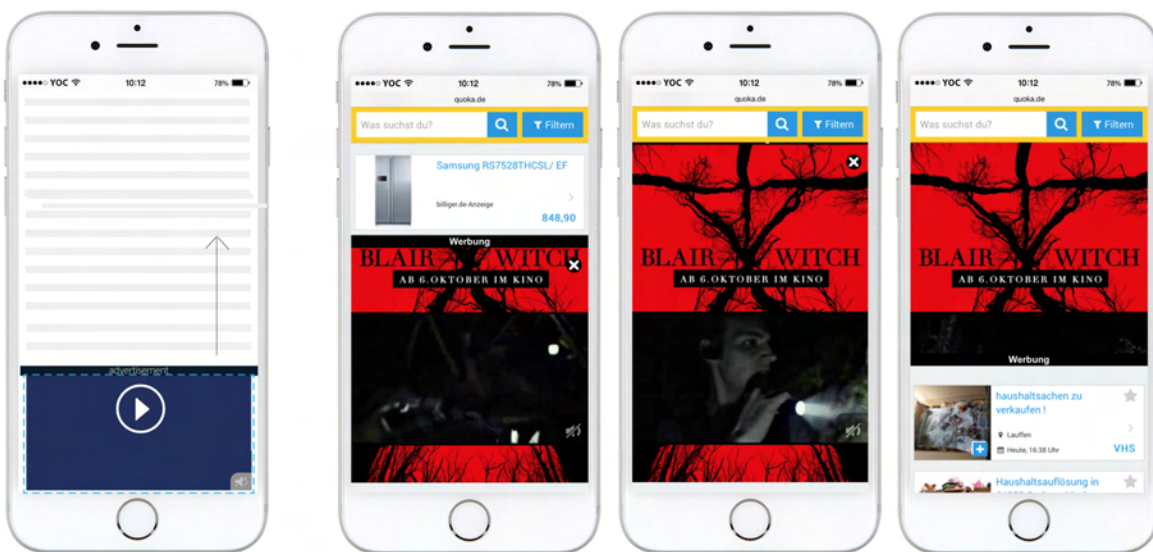 YOC 10:12 78%
advertisement
YOC 10:12 78%
quoka.de
Was suchst du? Filtern
Samsung RS7528THCSL/ EF
billiger.de-Anzeige
848,90
Werbung
BLAIR WITCH
AB 6.OKTOBER IM KINO
YOC 10:12 78%
quoka.de
Was suchst du? Filtern
BLAIR WITCH
AB 6.OKTOBER IM KINO
YOC 10:12 78%
quoka.de
Was suchst du? Filtern
BLAIR WITCH
AB 6.OKTOBER IM KINO
Werbung
haushaltsachen zu
verkaufen !
Lauffen
Heute, 16:38 Uhr VHS
Haushaltsauflösung in